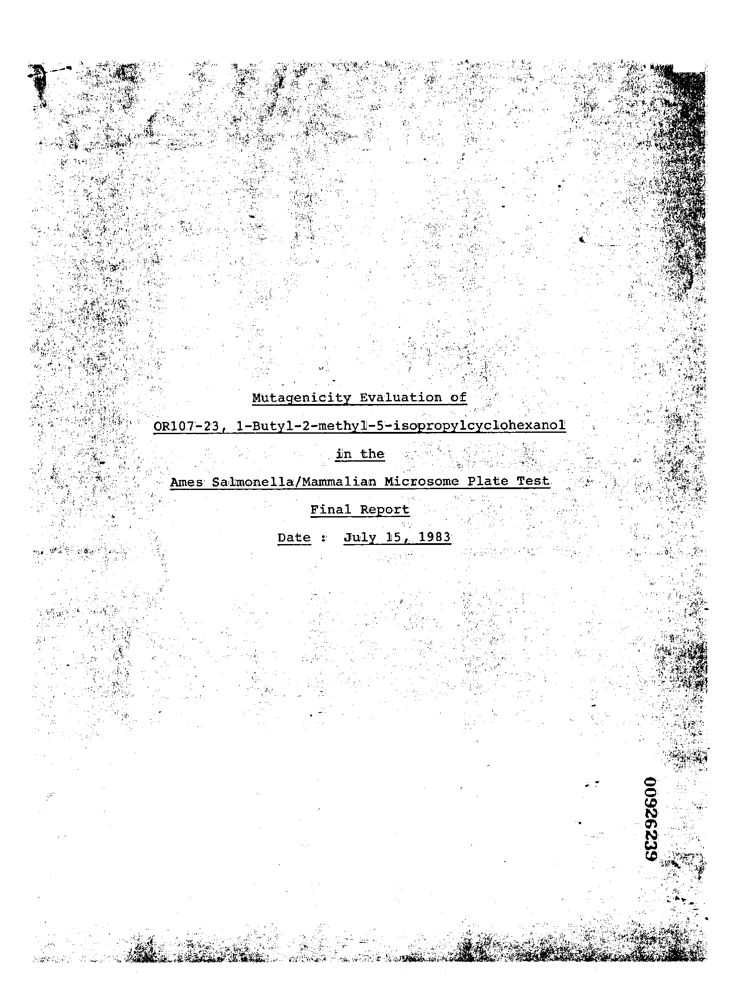 Mutagenicity Evaluation of
OR107-23, 1-Butyl-2-methyl-5-isopropylcyclohexanol
in the
Ames Salmonella/Mammalian Microsome Plate Test
Final Report
Date : July 15, 1983
00926239